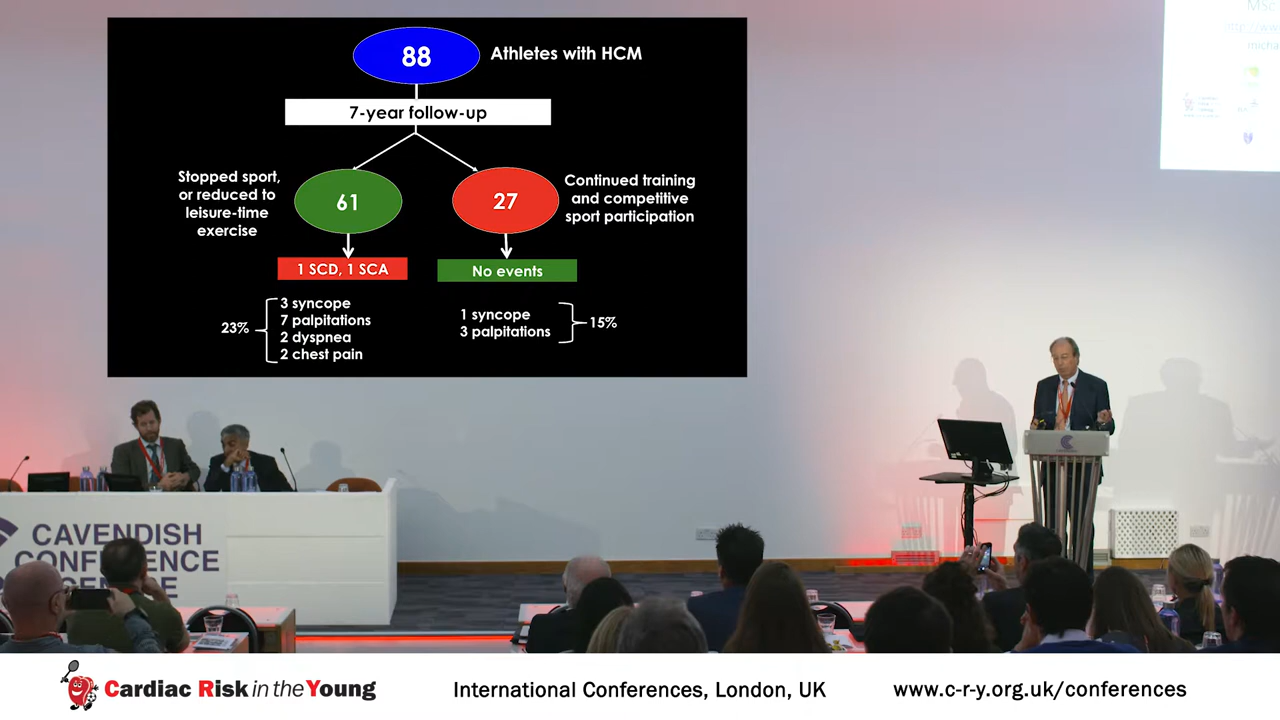 88
Athletes with HCM
7-year follow-up
Stopped sport,
or reduced to
leisure-time
exercise
61
27
Continued training
and competitive
sport participation
1 SCD, 1 SCA
No events
23%
3 syncope
7 palpitations
2 dyspnea
2 chest pain
1 syncope
3 palpitations
15%
MSc
CAVENDISH
CONFERENCE
Cardiac Risk in the Young
International Conferences, London, UK
www.c-r-y.org.uk/conferences